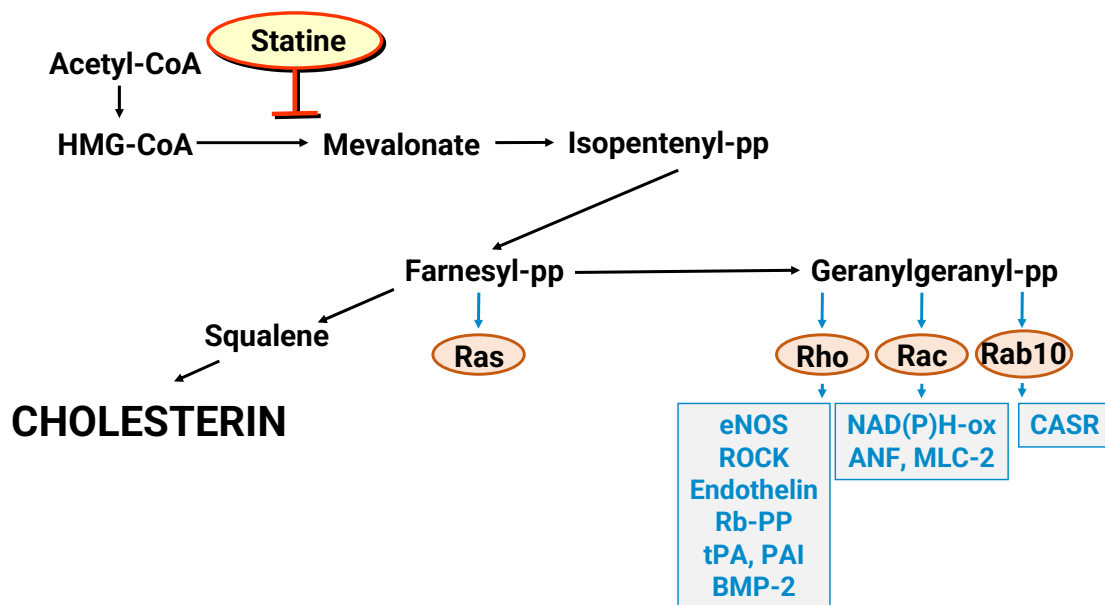 Statine
Acetyl-CoA
HMG-CoA
Mevalonate
Isopentenyl-pp
Farnesyl-pp
Geranylgeranyl-pp
Squalene
Ras
Rho
Rac
Rab10
CHOLESTERIN
eNOS
ROCK
Endothelin
Rb-PP
tPA, PAI
BMP-2
NAD(P)H-ox
ANF, MLC-2
CASR